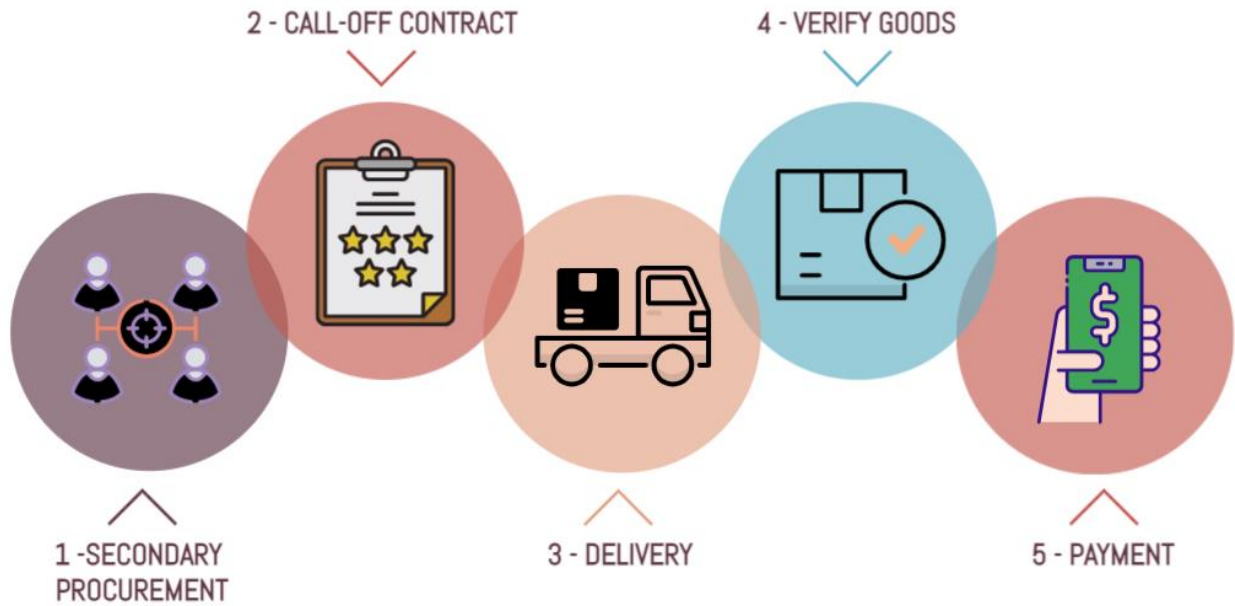 2 - CALL-OFF CONTRACT
4 - VERIFY GOODS
$
1 -SECONDARY
PROCUREMENT
3 - DELIVERY
5 - PAYMENT